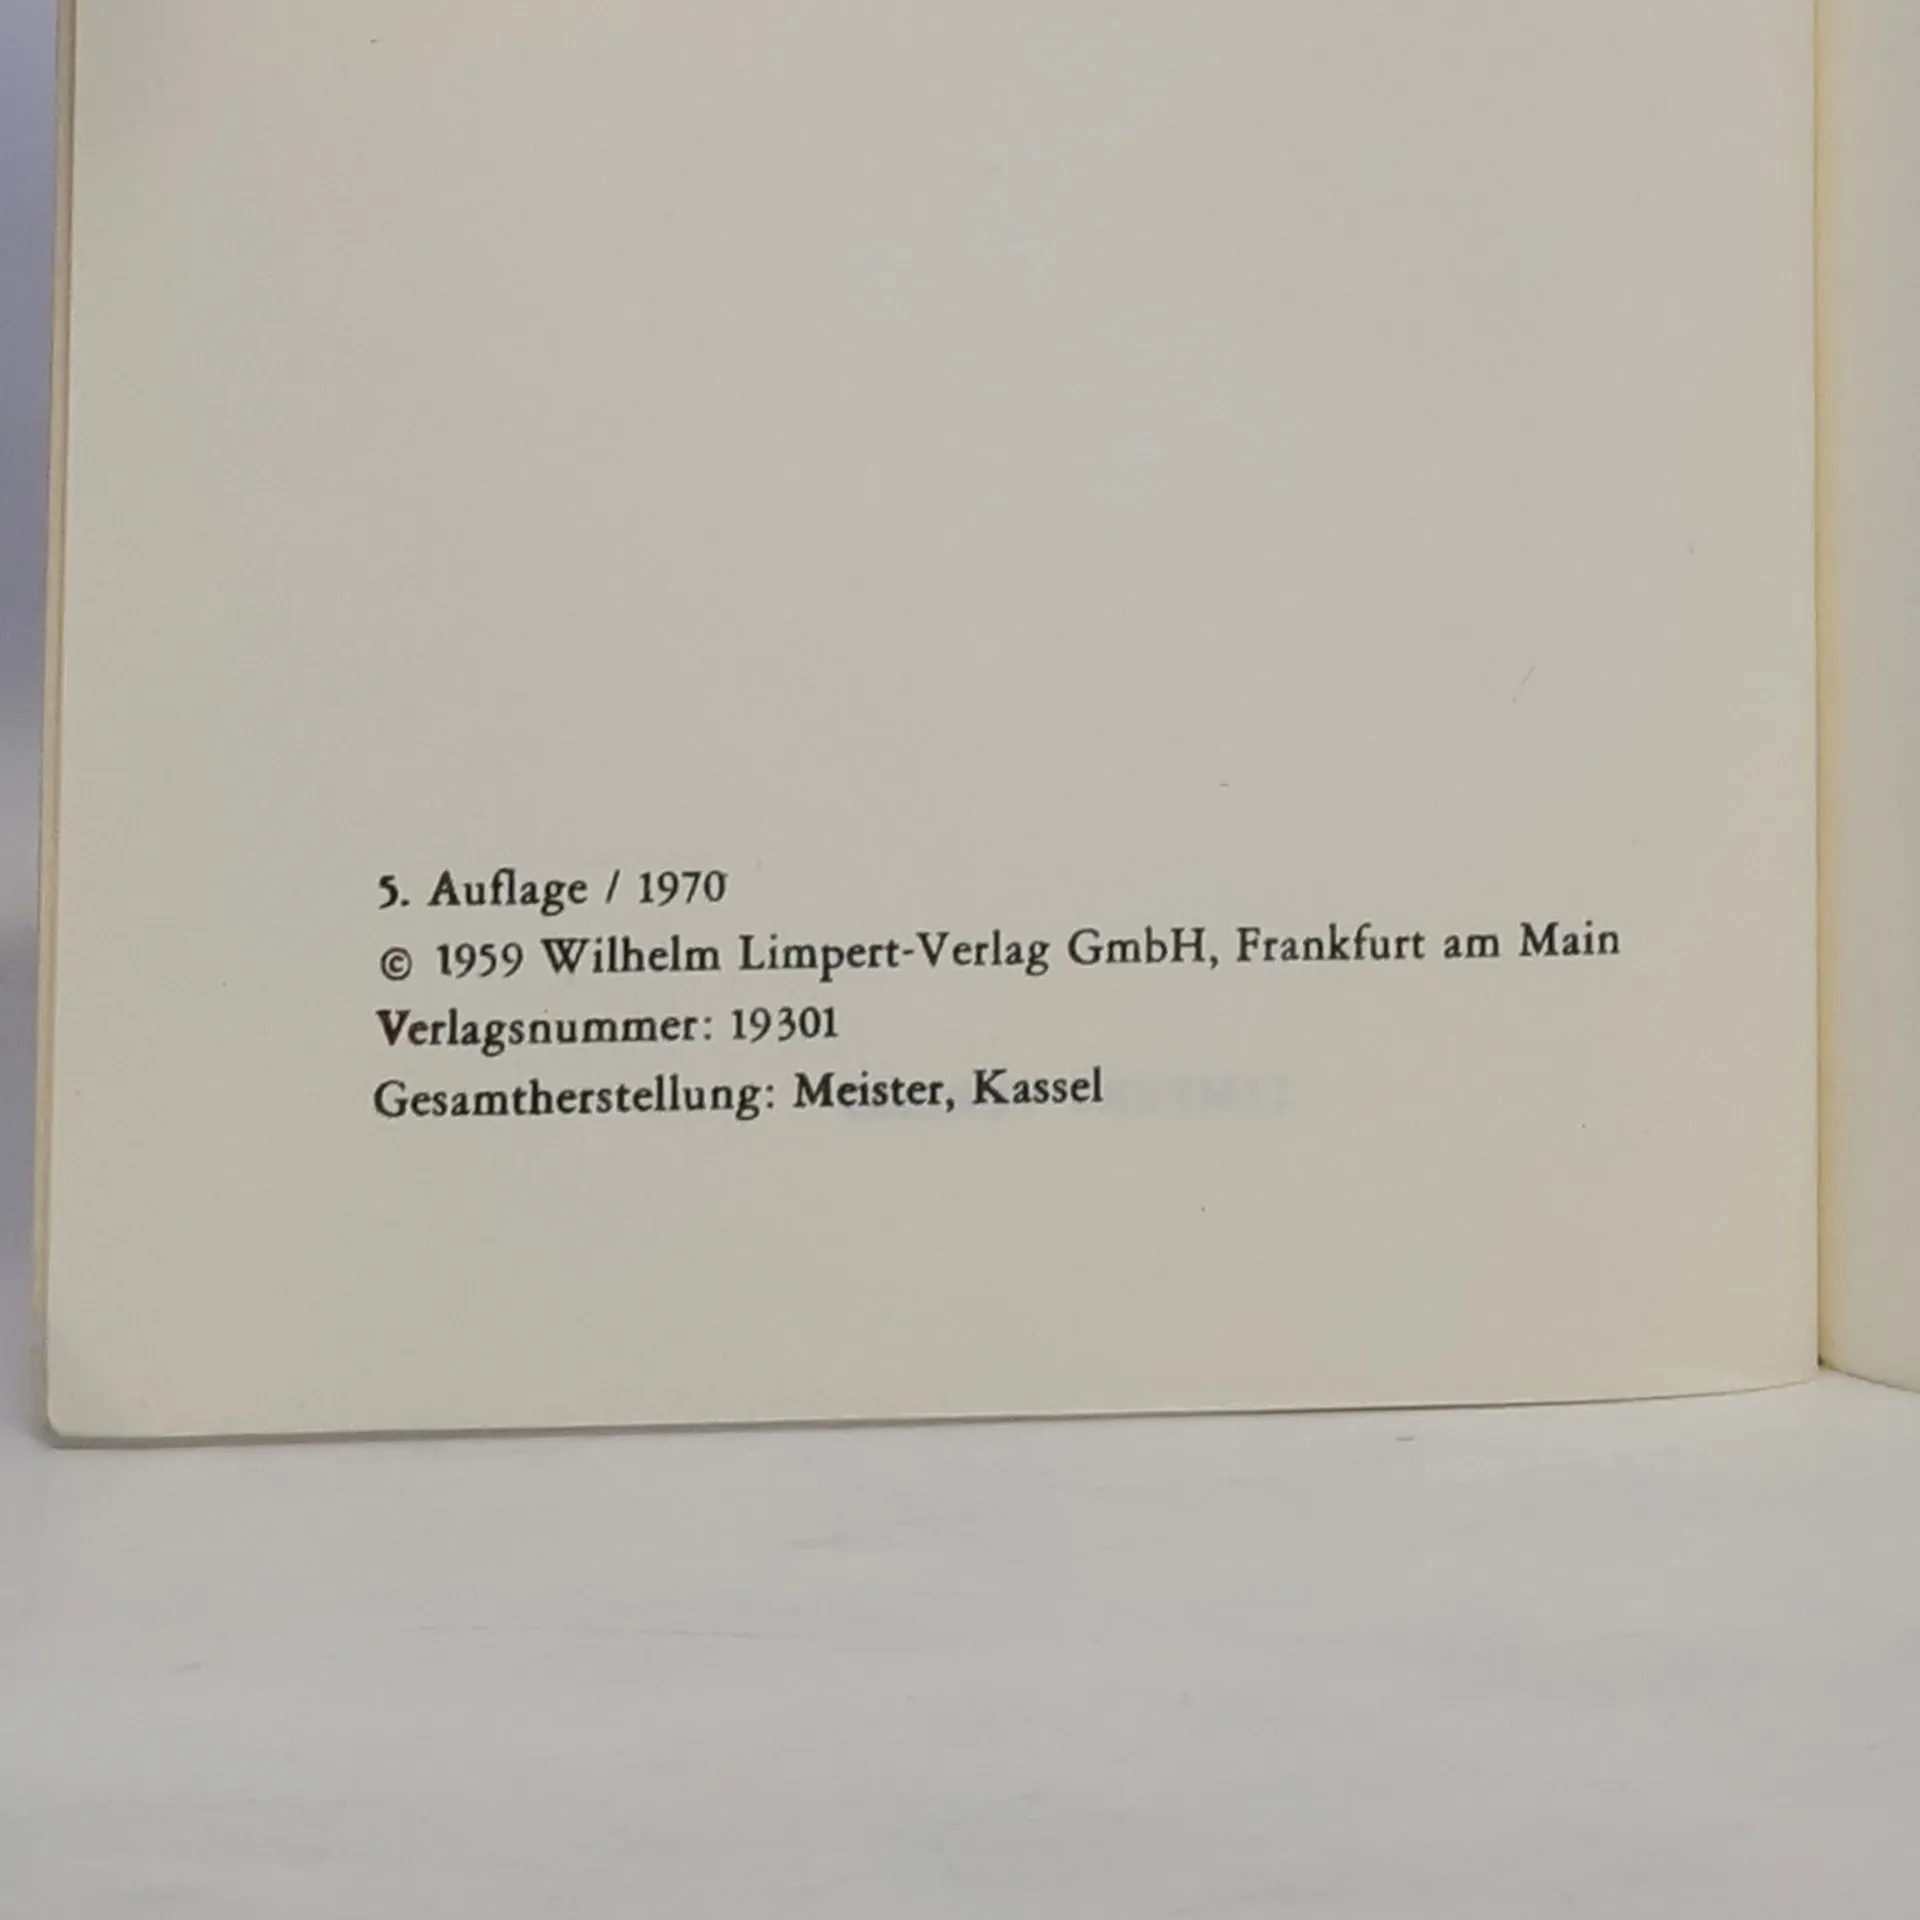 5. Auflage / 1970
© 1959 Wilhelm Limpert-Verlag GmbH, Frankfurt am Main
Verlagsnummer: 19301
Gesamtherstellung: Meister, Kassel